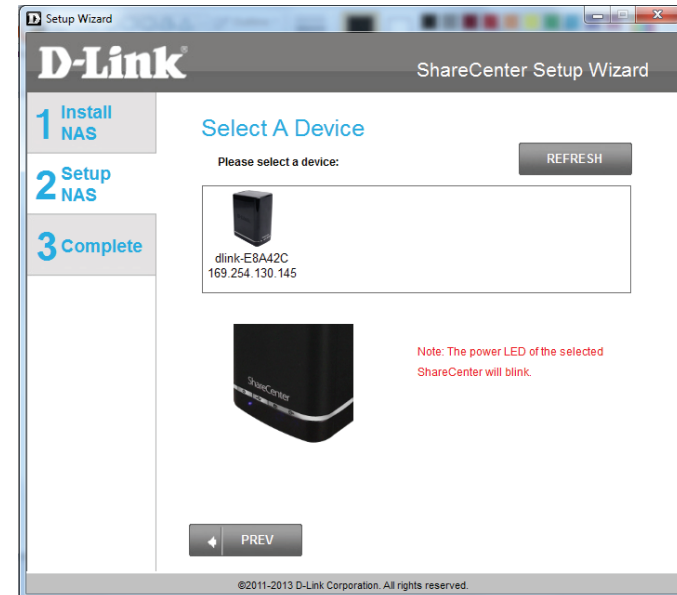 Setup Wizard
D-Link
ShareCenter Setup Wizard
1 Install
NAS
2 Setup
NAS
3 Complete
Select A Device
Please select a device:
REFRESH
dlink-E8A42C
169.254.130.145
ShareCenter
Note: The power LED of the selected
ShareCenter will blink.
PREV
©2011-2013 D-Link Corporation. All rights reserved.